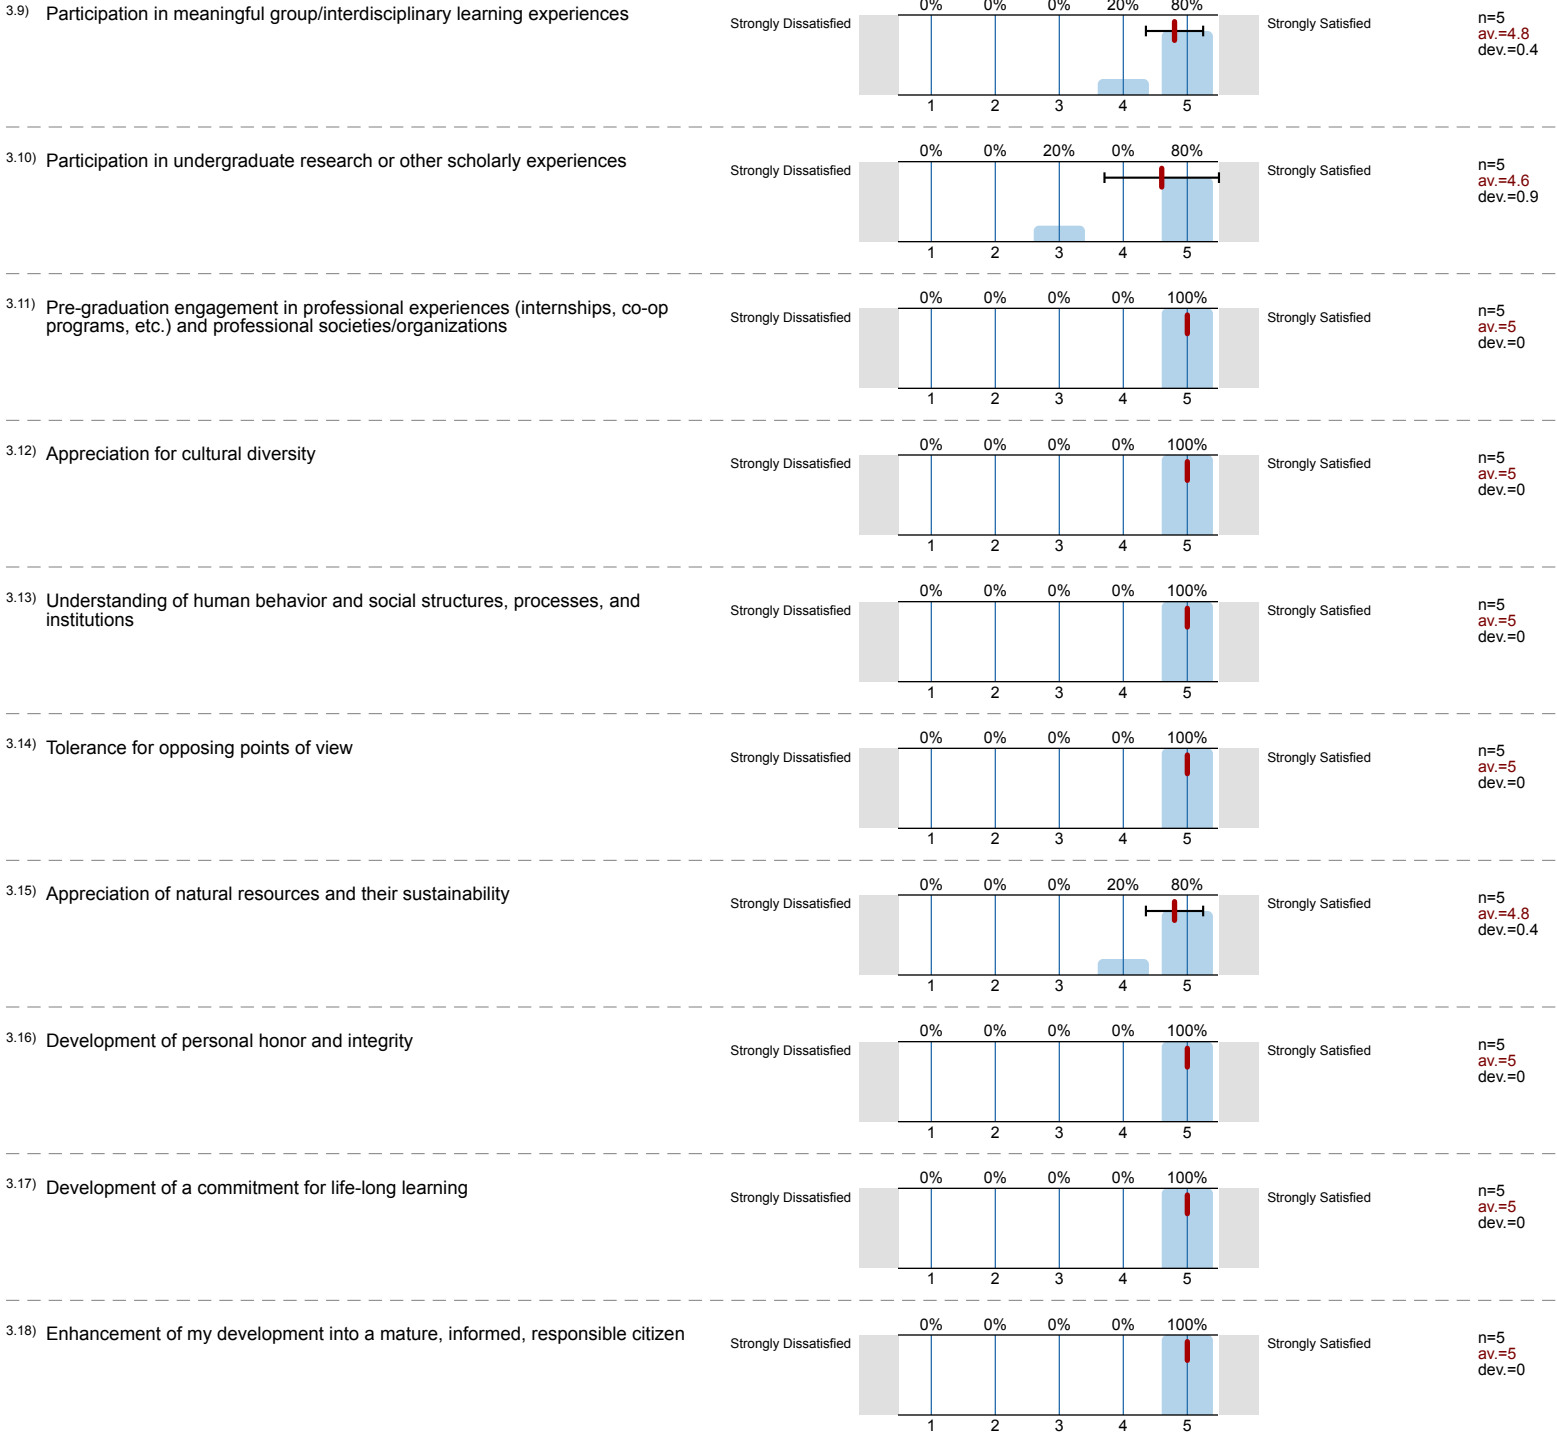 3.9) Participation in meaningful group/interdisciplinary learning experiences
0% 0% 0% 20% 80%
Strongly Dissatisfied Strongly Satisfied
n=5
av.=4.8
dev.=0.4
1 2 3 4 5
3.10) Participation in undergraduate research or other scholarly experiences
0% 0% 20% 0% 80%
Strongly Dissatisfied Strongly Satisfied
n=5
av.=4.6
dev.=0.9
1 2 3 4 5
3.11) Pre-graduation engagement in professional experiences (internships, co-op
programs, etc.) and professional societies/organizations
0% 0% 0% 0% 100%
Strongly Dissatisfied Strongly Satisfied
n=5
av.=5
dev.=0
1 2 3 4 5
3.12) Appreciation for cultural diversity
0% 0% 0% 0% 100%
Strongly Dissatisfied Strongly Satisfied
n=5
av.=5
dev.=0
1 2 3 4 5
3.13) Understanding of human behavior and social structures, processes, and
institutions
0% 0% 0% 0% 100%
Strongly Dissatisfied Strongly Satisfied
n=5
av.=5
dev.=0
1 2 3 4 5
3.14) Tolerance for opposing points of view
0% 0% 0% 0% 100%
Strongly Dissatisfied Strongly Satisfied
n=5
av.=5
dev.=0
1 2 3 4 5
3.15) Appreciation of natural resources and their sustainability
0% 0% 0% 20% 80%
Strongly Dissatisfied Strongly Satisfied
n=5
av.=4.8
dev.=0.4
1 2 3 4 5
3.16) Development of personal honor and integrity
0% 0% 0% 0% 100%
Strongly Dissatisfied Strongly Satisfied
n=5
av.=5
dev.=0
1 2 3 4 5
3.17) Development of a commitment for life-long learning
0% 0% 0% 0% 100%
Strongly Dissatisfied Strongly Satisfied
n=5
av.=5
dev.=0
1 2 3 4 5
3.18) Enhancement of my development into a mature, informed, responsible citizen
0% 0% 0% 0% 100%
Strongly Dissatisfied Strongly Satisfied
n=5
av.=5
dev.=0
1 2 3 4 5